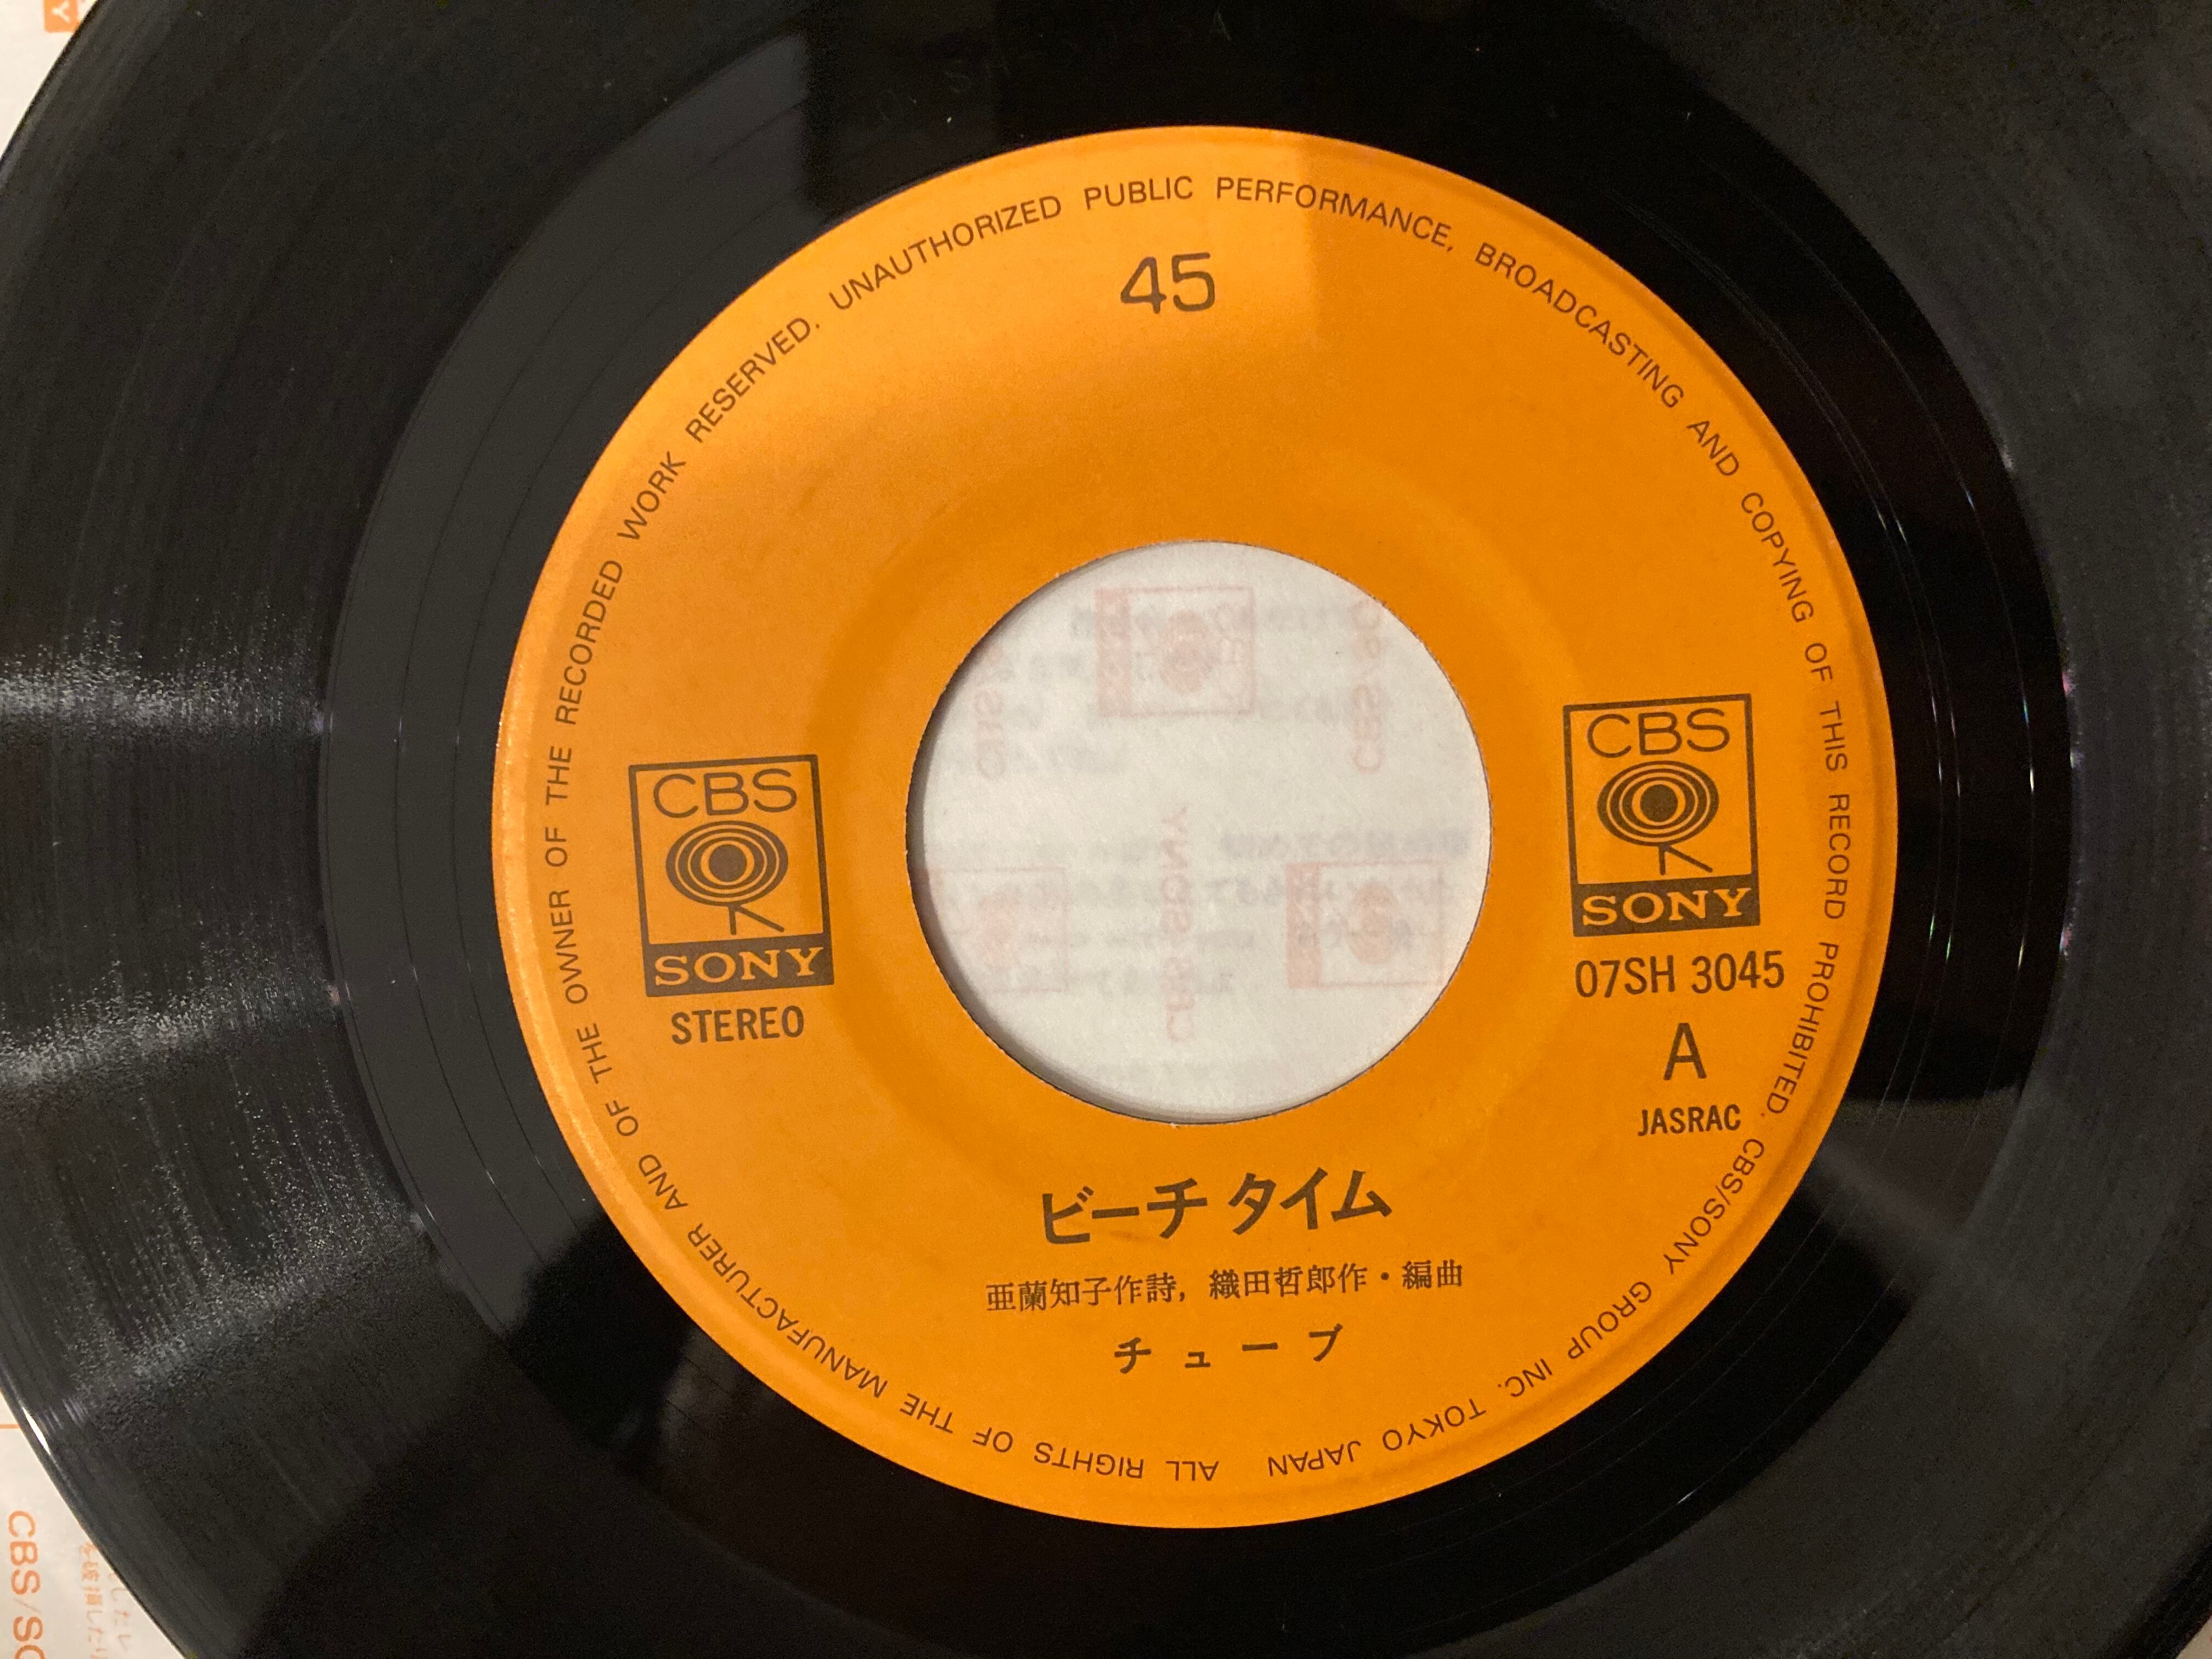 45
ALL RIGHTS OF THE MANUFACTURER AND OF THE OWNER OF THE RECORDED WORK RESERVED. UNAUTHORIZED PUBLIC PERFORMANCE, BROADCASTING AND COPYING OF THIS RECORD PROHIBITED. CBS/SONY GROUP INC. TOKYO JAPAN
CBS
SONY
STEREO
CBS
SONY
07SH 3045
A
JASRAC
ビーチ タイム
亜蘭知子作詩, 織田哲郎作・編曲
チューブ
CBS/SO